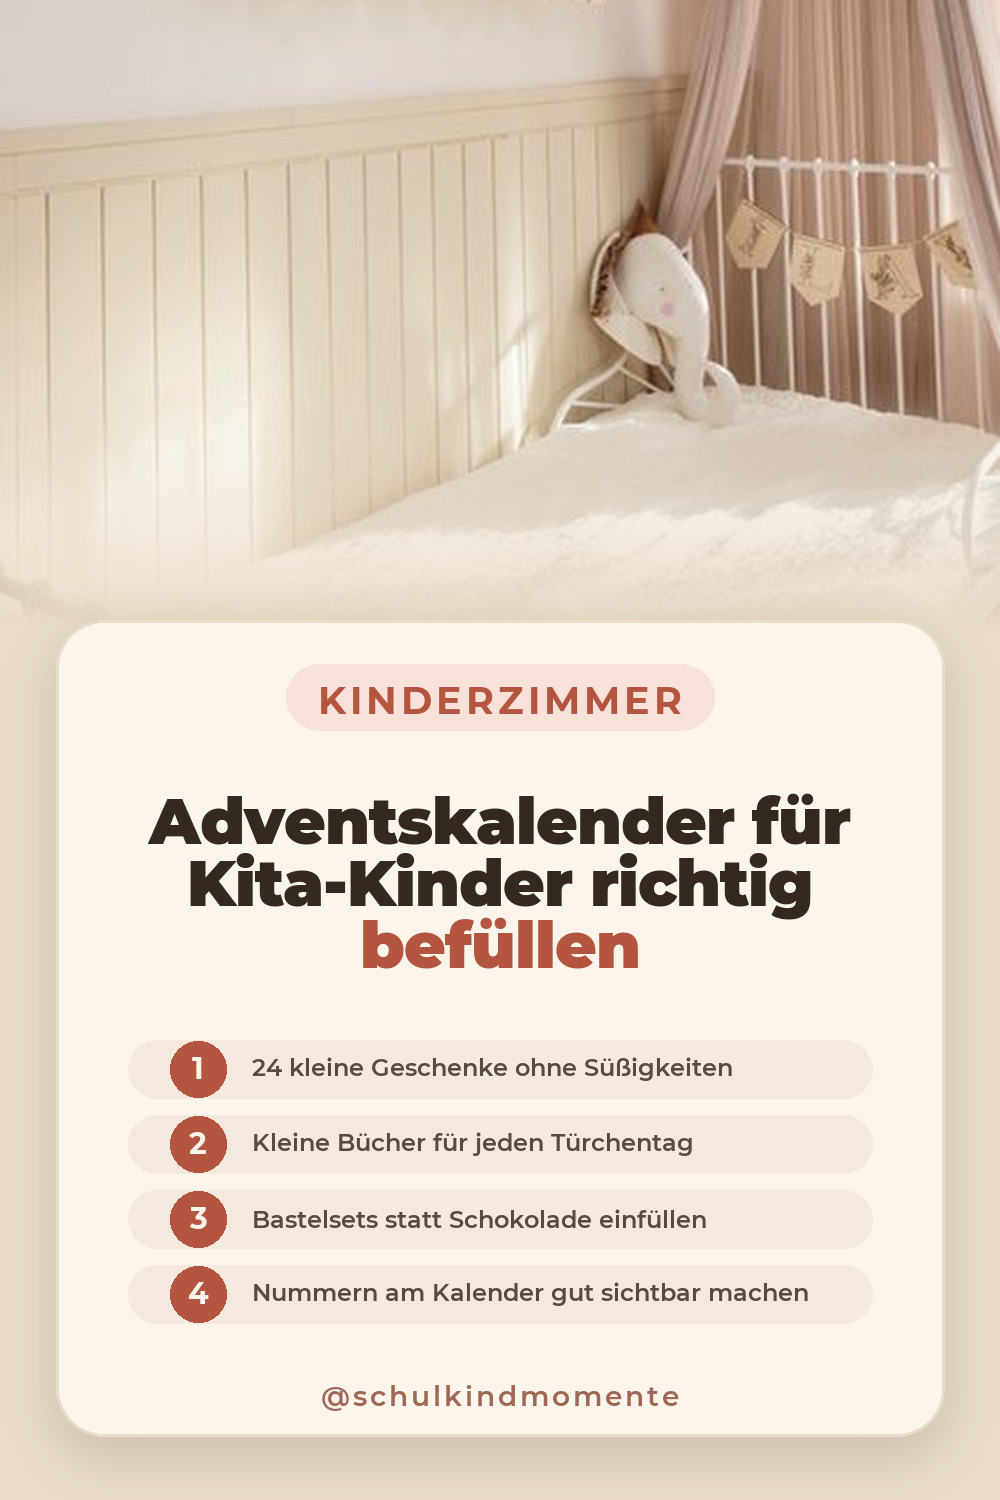 KINDERZIMMER
Adventskalender für
Kita-Kinder richtig
befüllen
1 24 kleine Geschenke ohne Süßigkeiten
2 Kleine Bücher für jeden Türchentag
3 Bastelsets statt Schokolade einfüllen
4 Nummern am Kalender gut sichtbar machen
@schulkindmomente